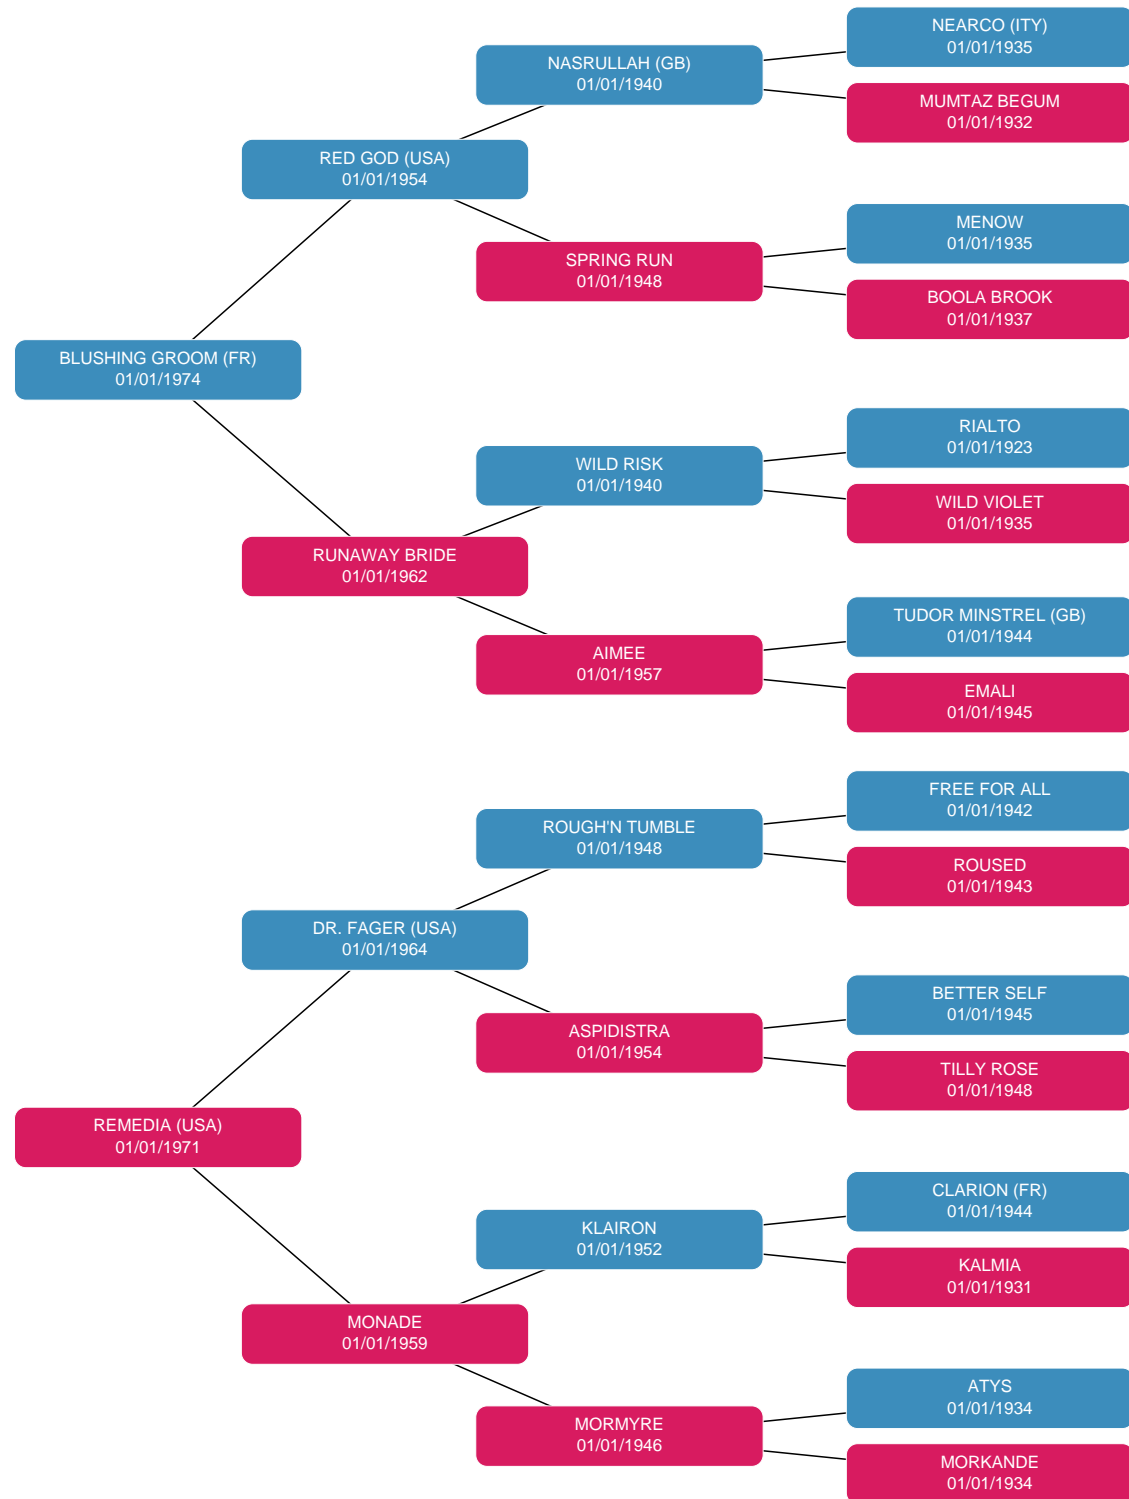 NEARCO (ITY)
01/01/1935
NASRULLAH (GB)
01/01/1940
MUMTAZ BEGUM
01/01/1932
RED GOD (USA)
01/01/1954
MENOW
01/01/1935
SPRING RUN
01/01/1948
BOOLA BROOK
01/01/1937
BLUSHING GROOM (FR)
01/01/1974
RIALTO
01/01/1923
WILD RISK
01/01/1940
WILD VIOLET
01/01/1935
RUNAWAY BRIDE
01/01/1962
TUDOR MINSTREL (GB)
01/01/1944
AIMEE
01/01/1957
EMALI
01/01/1945
FREE FOR ALL
01/01/1942
ROUGH'N TUMBLE
01/01/1948
ROUSED
01/01/1943
DR. FAGER (USA)
01/01/1964
BETTER SELF
01/01/1945
ASPIDISTRA
01/01/1954
TILLY ROSE
01/01/1948
REMEDIA (USA)
01/01/1971
CLARION (FR)
01/01/1944
KLAIRON
01/01/1952
KALMIA
01/01/1931
MONADE
01/01/1959
ATYS
01/01/1934
MORMYRE
01/01/1946
MORKANDE
01/01/1934